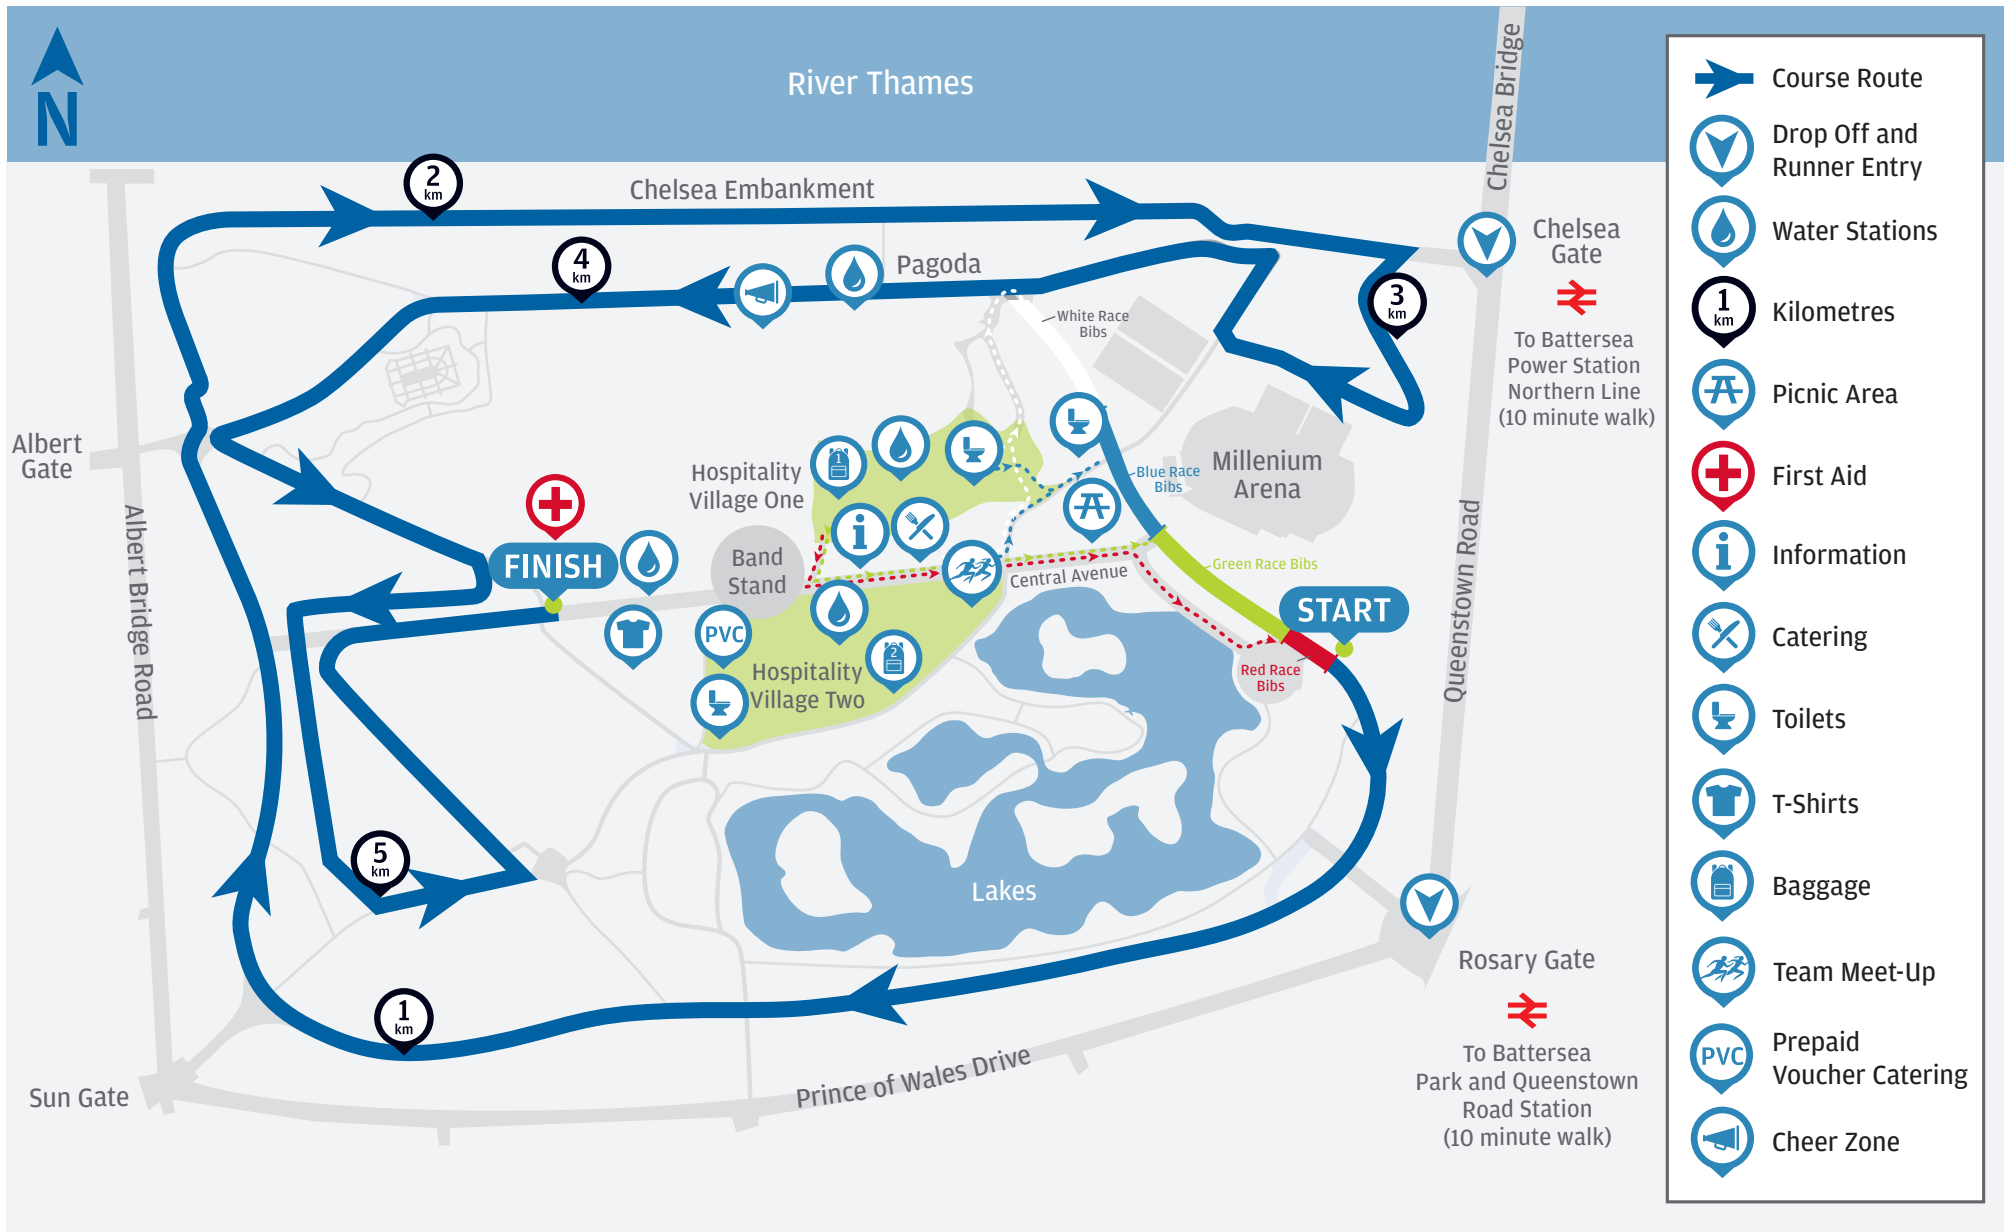 River Thames
N
Chelsea Bridge
2
km
Chelsea Embankment
4
km
Pagoda
Chelsea
Gate
3
km
To Battersea
Power Station
Northern Line
(10 minute walk)
White Race
Bibs
Albert
Gate
Hospitality
Village One
1
Blue Race
Bibs
Millenium
Arena
Albert Bridge Road
Queenstown Road
FINISH
Band
Stand
i
Central Avenue
Green Race Bibs
START
PVC
2
Hospitality
Village Two
Red Race
Bibs
5
km
Lakes
Rosary Gate
To Battersea
Park and Queenstown
Road Station
(10 minute walk)
1
km
Prince of Wales Drive
Sun Gate
Course Route
Drop Off and
Runner Entry
Water Stations
1
km
Kilometres
Picnic Area
First Aid
i
Information
Catering
Toilets
T-Shirts
Baggage
Team Meet-Up
PVC
Prepaid
Voucher Catering
Cheer Zone